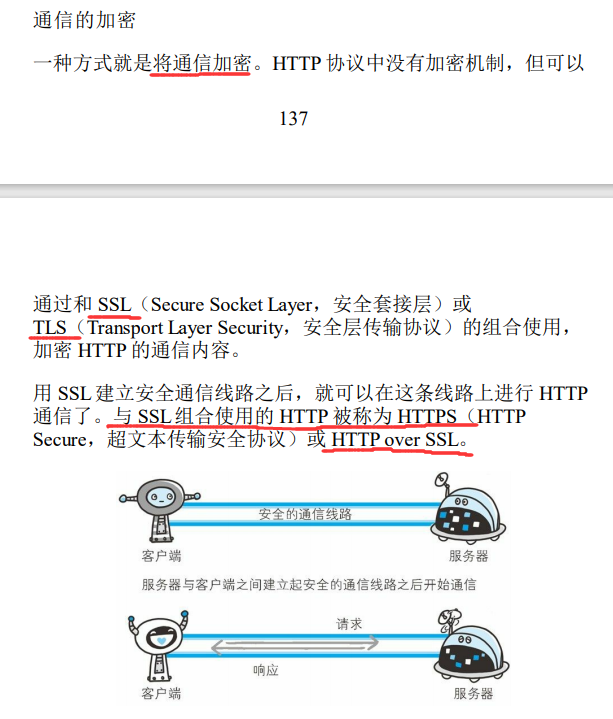 通信的加密
一种方式就是将通信加密。HTTP 协议中没有加密机制，但可以
137
通过和 SSL（Secure Socket Layer，安全套接层）或
TLS（Transport Layer Security，安全层传输协议）的组合使用，
加密 HTTP 的通信内容。
用 SSL 建立安全通信线路之后，就可以在这条线路上进行 HTTP
通信了。与 SSL 组合使用的 HTTP 被称为 HTTPS（HTTP
Secure，超文本传输安全协议）或 HTTP over SSL。
安全的通信线路
客户端
服务器
服务器与客户端之间建立起安全的通信线路之后开始通信
请求
响应
客户端
服务器